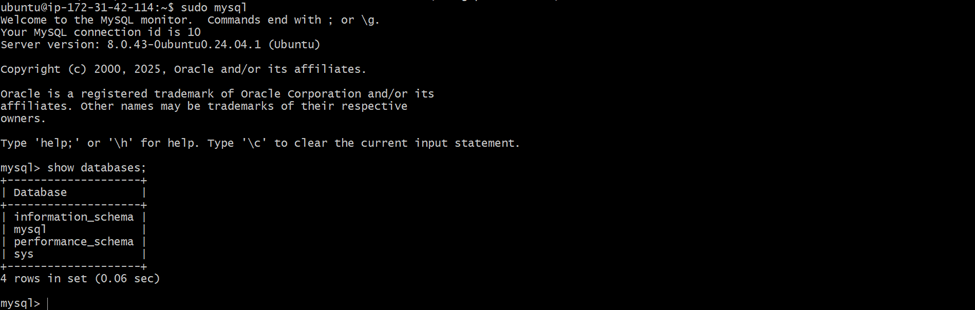 ubuntu@ip-172-31-42-114:~$ sudo mysql
Welcome to the MySQL monitor.  Commands end with ; or \g.
Your MySQL connection id is 10
Server version: 8.0.43-0ubuntu0.24.04.1 (Ubuntu)

Copyright (c) 2000, 2025, Oracle and/or its affiliates.

Oracle is a registered trademark of Oracle Corporation and/or its
affiliates. Other names may be trademarks of their respective
owners.

Type 'help;' or '\h' for help. Type '\c' to clear the current input statement.

mysql> show databases;
+--------------------+
| Database           |
+--------------------+
| information_schema |
| mysql              |
| performance_schema |
| sys                |
+--------------------+
4 rows in set (0.06 sec)

mysql>